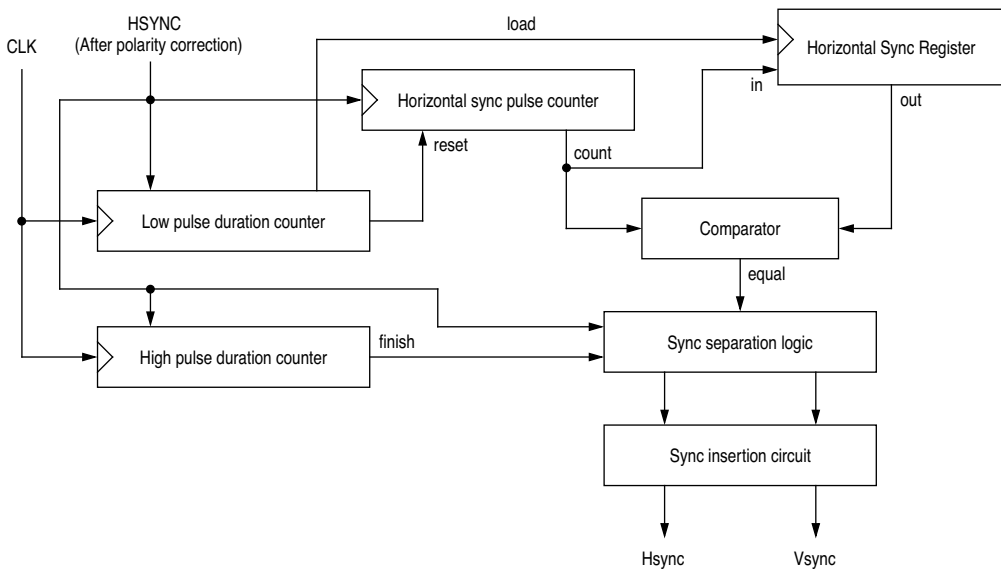 HSYNC
(After polarity correction)
CLK
load
Horizontal Sync Register
in
out
Horizontal sync pulse counter
reset
count
Low pulse duration counter
Comparator
equal
High pulse duration counter
finish
Sync separation logic
Sync insertion circuit
Hsync
Vsync